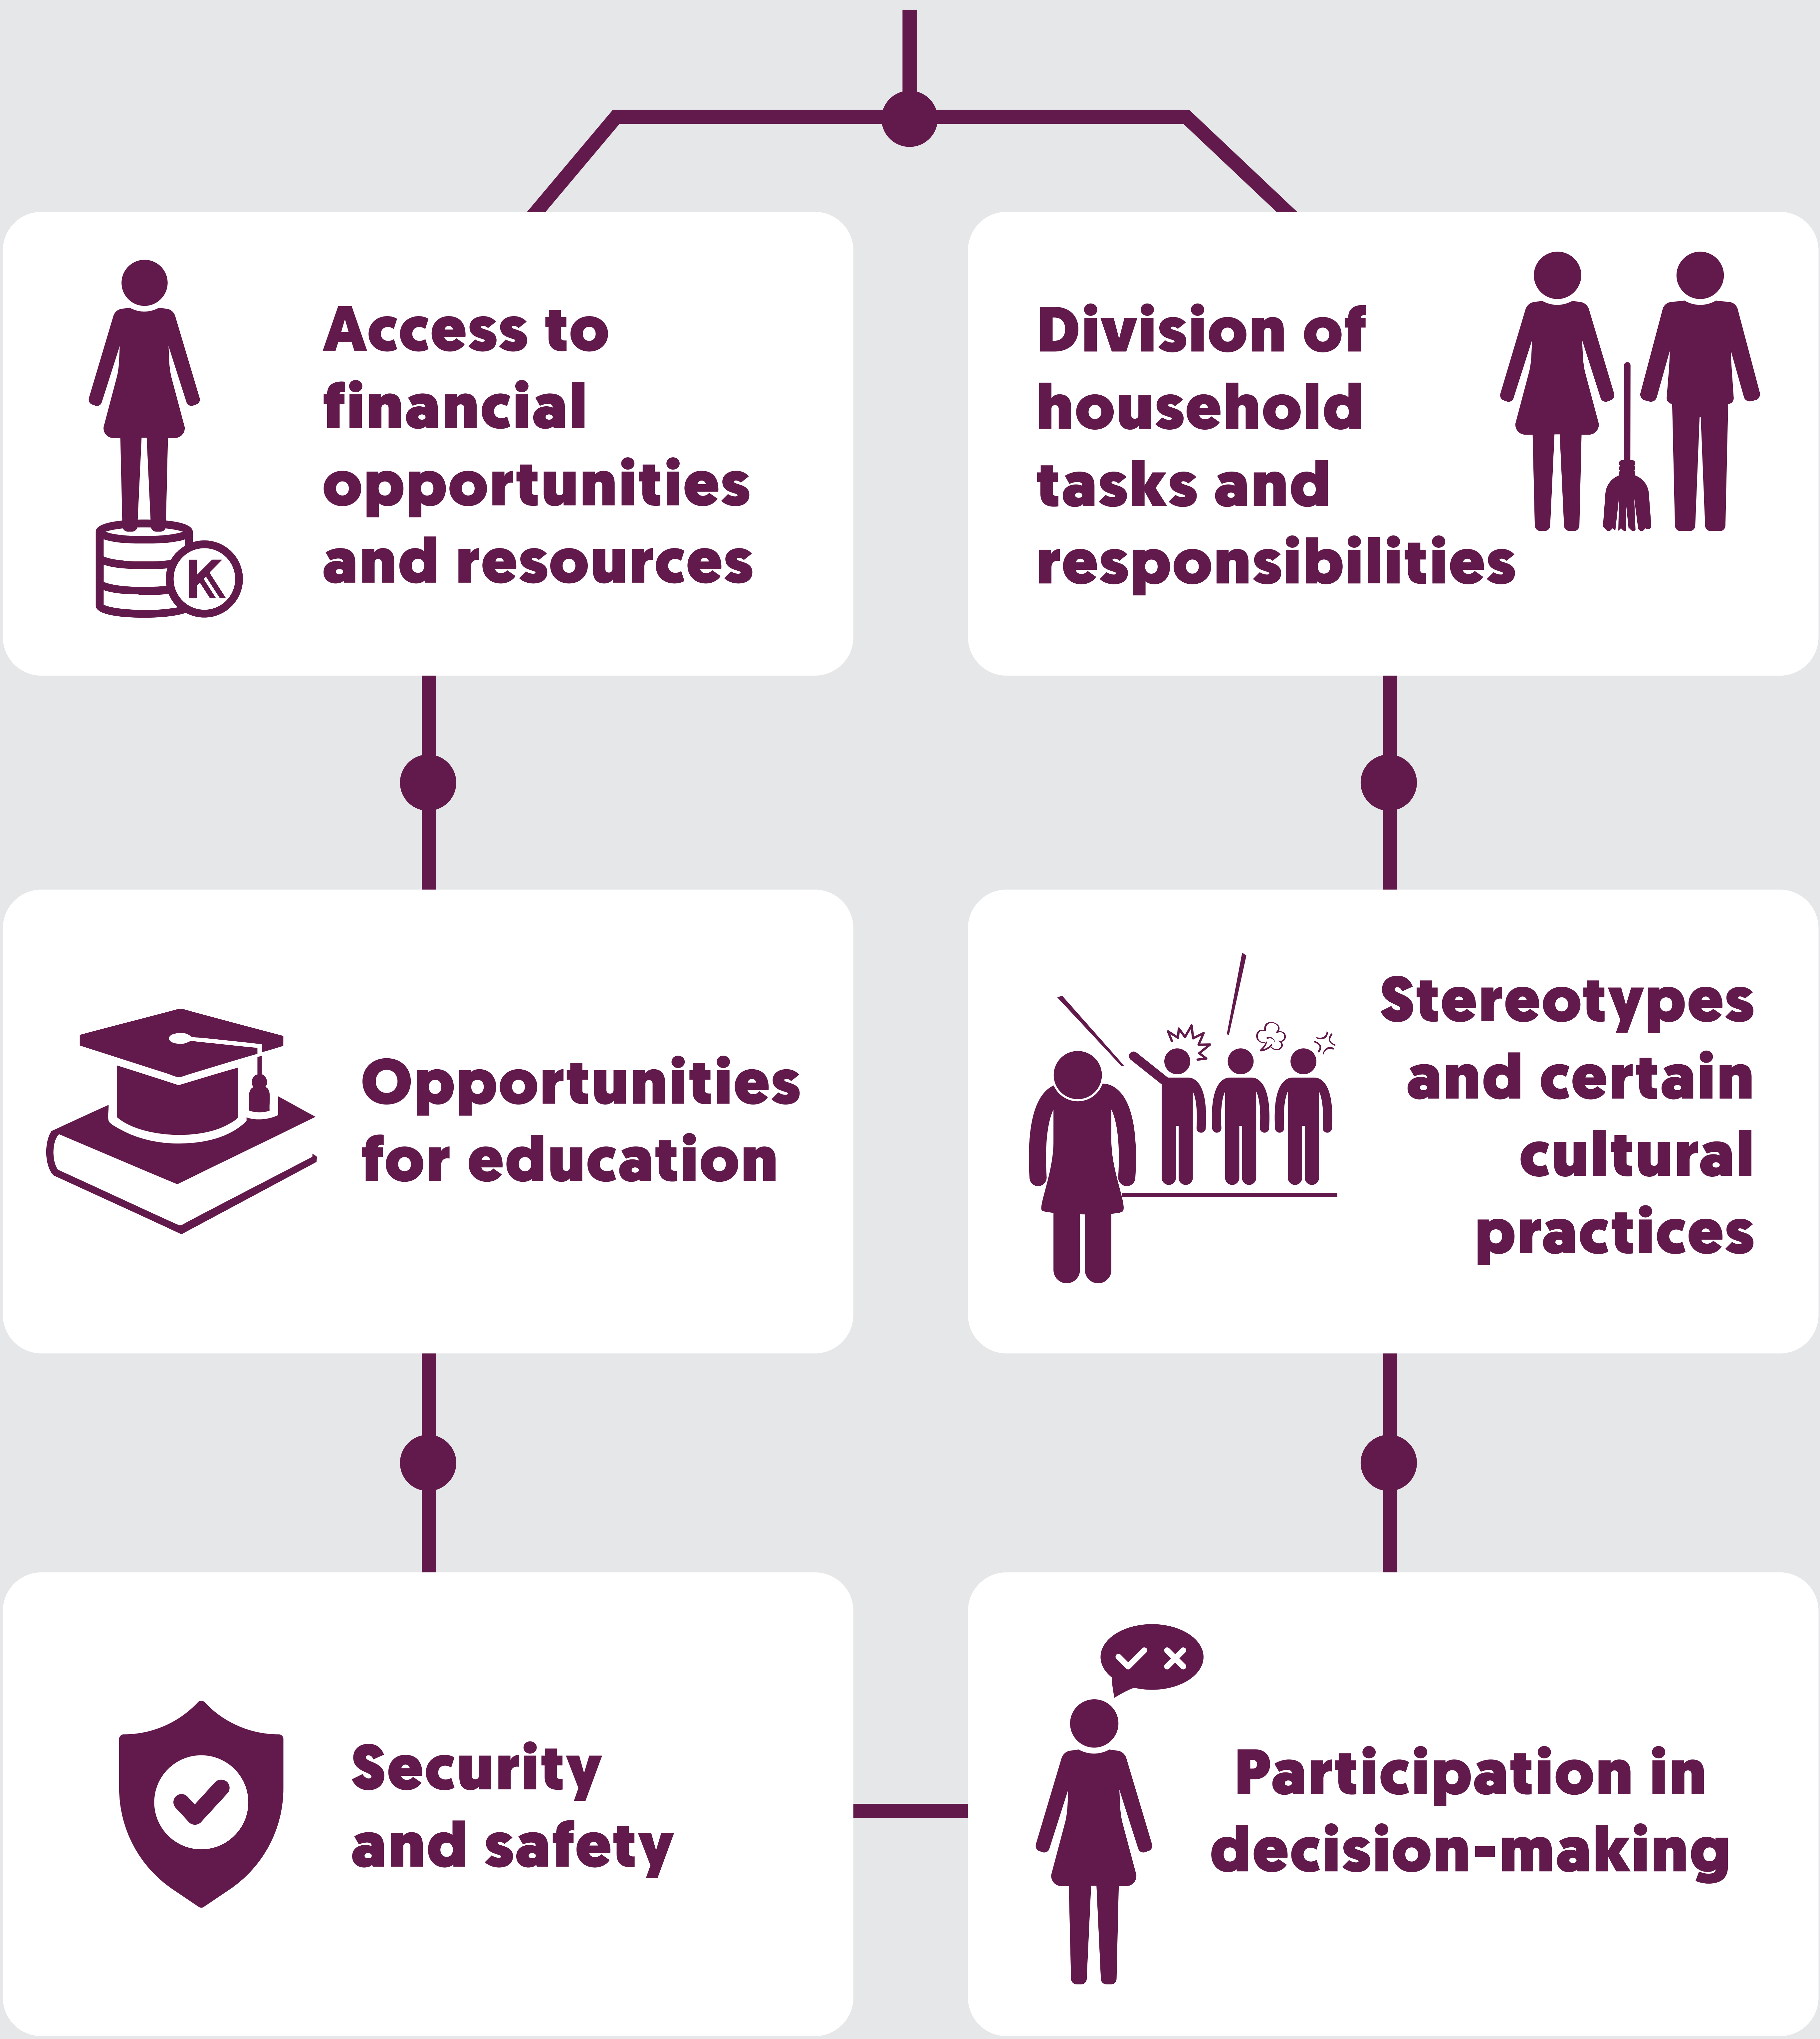 Access to
financial
opportunities
and resources
K
Division of
household
tasks and
responsibilities
Opportunities
for education
Stereotypes
and certain
cultural
practices
Security
and safety
Participation in
decision-making